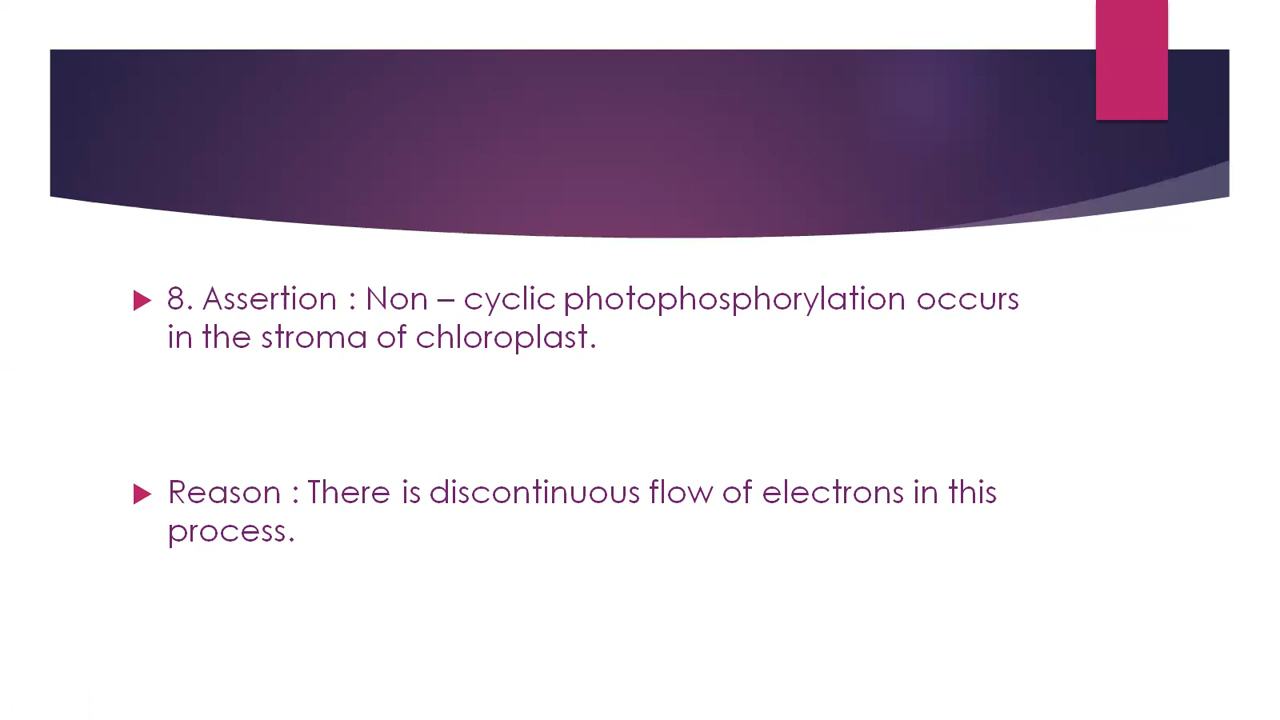 8. Assertion : Non – cyclic photophosphorylation occurs
in the stroma of chloroplast.
Reason : There is discontinuous flow of electrons in this
process.